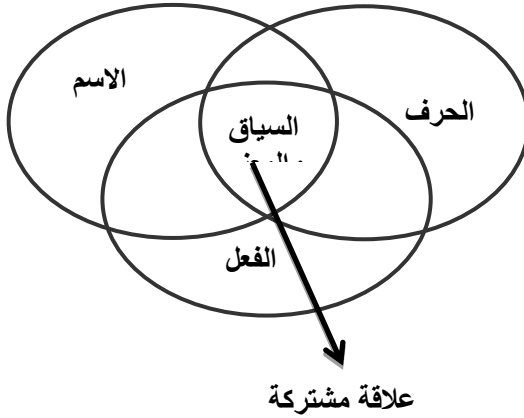 الاسم
الحرف
السياق
الفعل
علاقة مشتركة